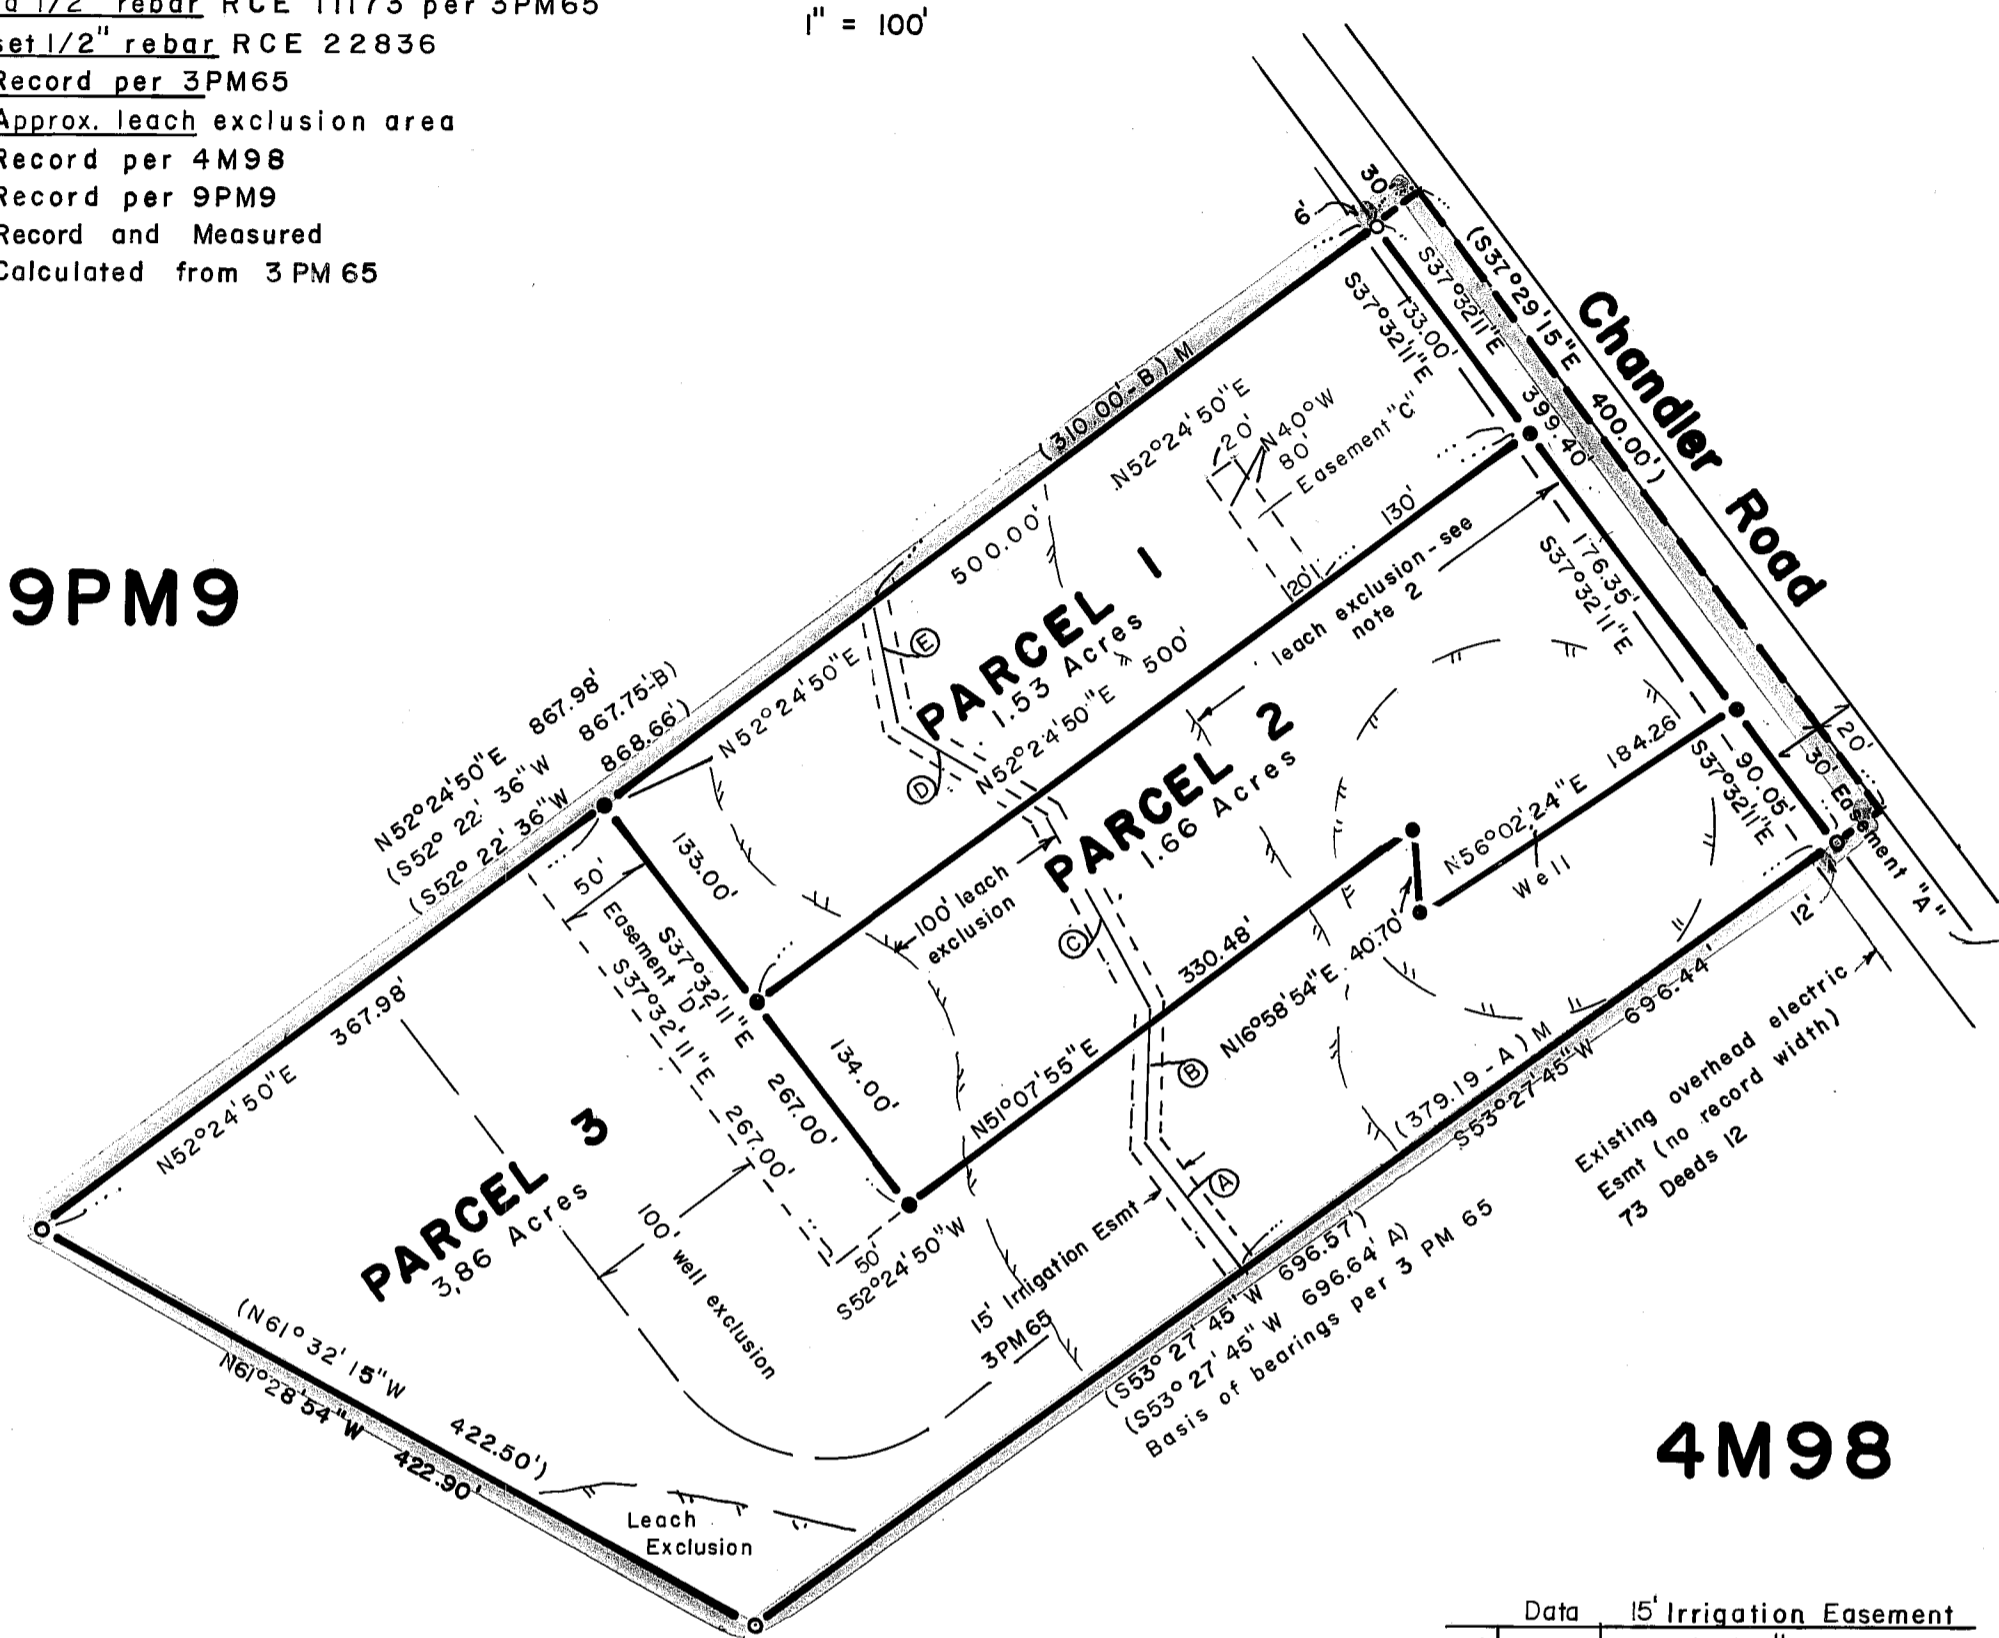 1/2" rebar RCE 11173 per 3PM65
set 1/2" rebar RCE 22836
Record per 3PM65
Approx. leach exclusion area
Record per 4M98
Record per 9PM9
Record and Measured
Calculated from 3 PM 65
1" = 100'
9PM9
4M98
Chandler Road
30'
6'
(S37°29'15"E 400.00')
S37°32'11"E 399.40'
133.00'
S37°32'11"E
(310.00'-B) M
N52°24'50"E
500.00'
20'
N40°W
80'
Easement "C"
130'
120'
PARCEL 1
1.53 Acres
N52°24'50"E 500'
leach exclusion - see
note 2
176.35'
S37°32'11"E
E
D
N52°24'50"E
N52°24'50"E 867.98'
(S52° 22' 36"W 867.75'-B)
(S52° 22' 36"W 868.66')
PARCEL 2
1.66 Acres
100' leach
exclusion
184.26
N56°02'24"E
Well
90.05'
S37°32'11"E
20'
30' Easement "A"
12'
50'
133.00'
Easement 'D'
S37°32'11"E 267.00'
S37°32'11"E 267.00'
134.00'
C
330.48'
N51°07'55"E
N16°58'54"E 40.70'
B
A
367.98'
N52°24'50"E
PARCEL 3
3.86 Acres
100' well exclusion
50'
S52°24'50"W
15' Irrigation Esmt
3PM65
(379.19 - A) M
S53°27'45"W 696.44'
(S53° 27' 45"W 696.57')
(S53° 27' 45" W 696.64' A)
Basis of bearings per 3 PM 65
Existing overhead electric
Esmt (no record width)
73 Deeds 12
(N61° 32' 15"W 422.50')
N61°28'54"W 422.90'
Leach
Exclusion
Data 15' Irrigation Easement